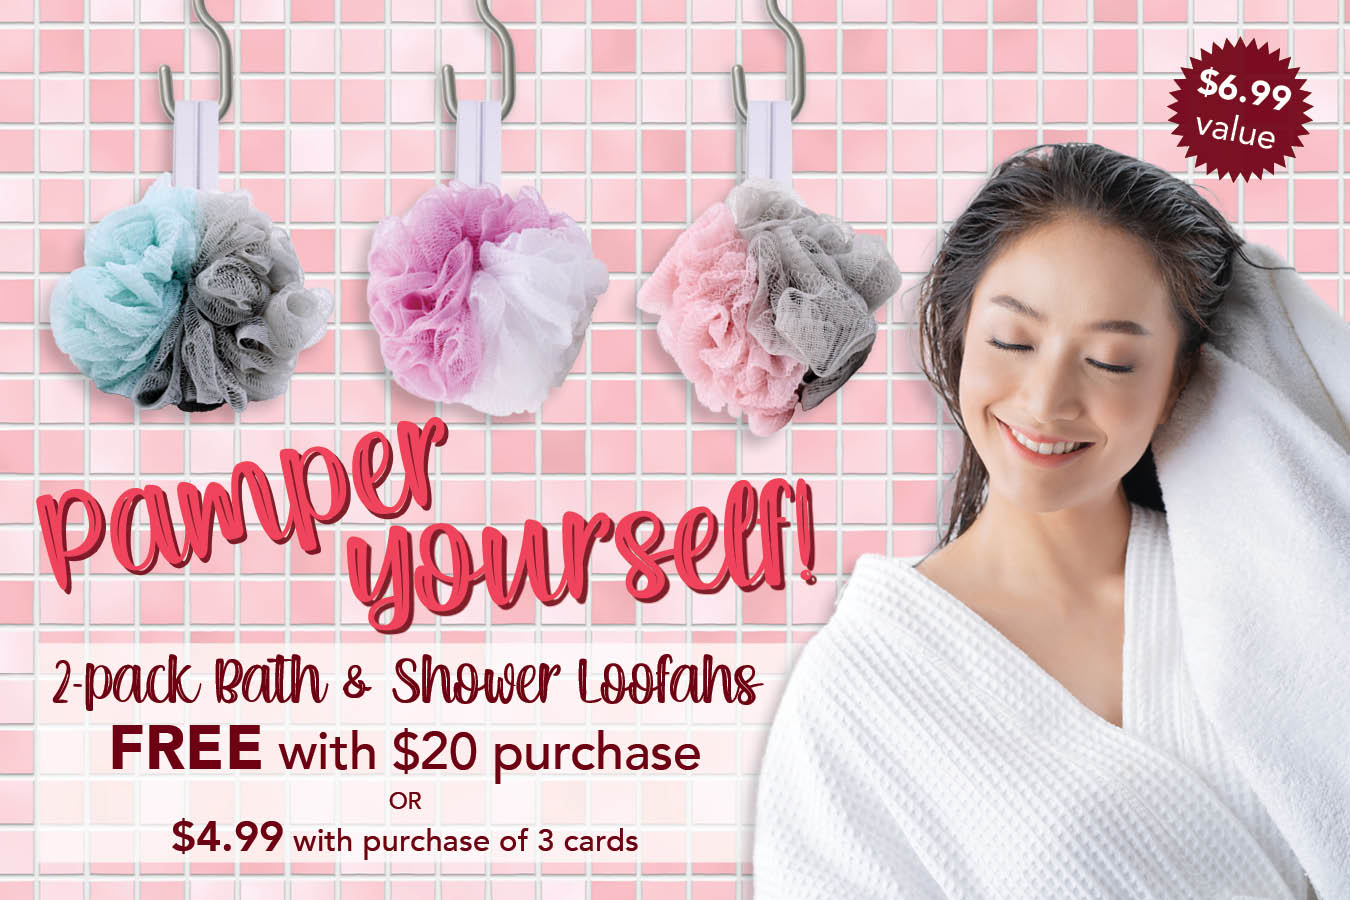 $6.99
value
pamper
yourself!
2-pack Bath & Shower Loofahs
FREE with $20 purchase
OR
$4.99 with purchase of 3 cards